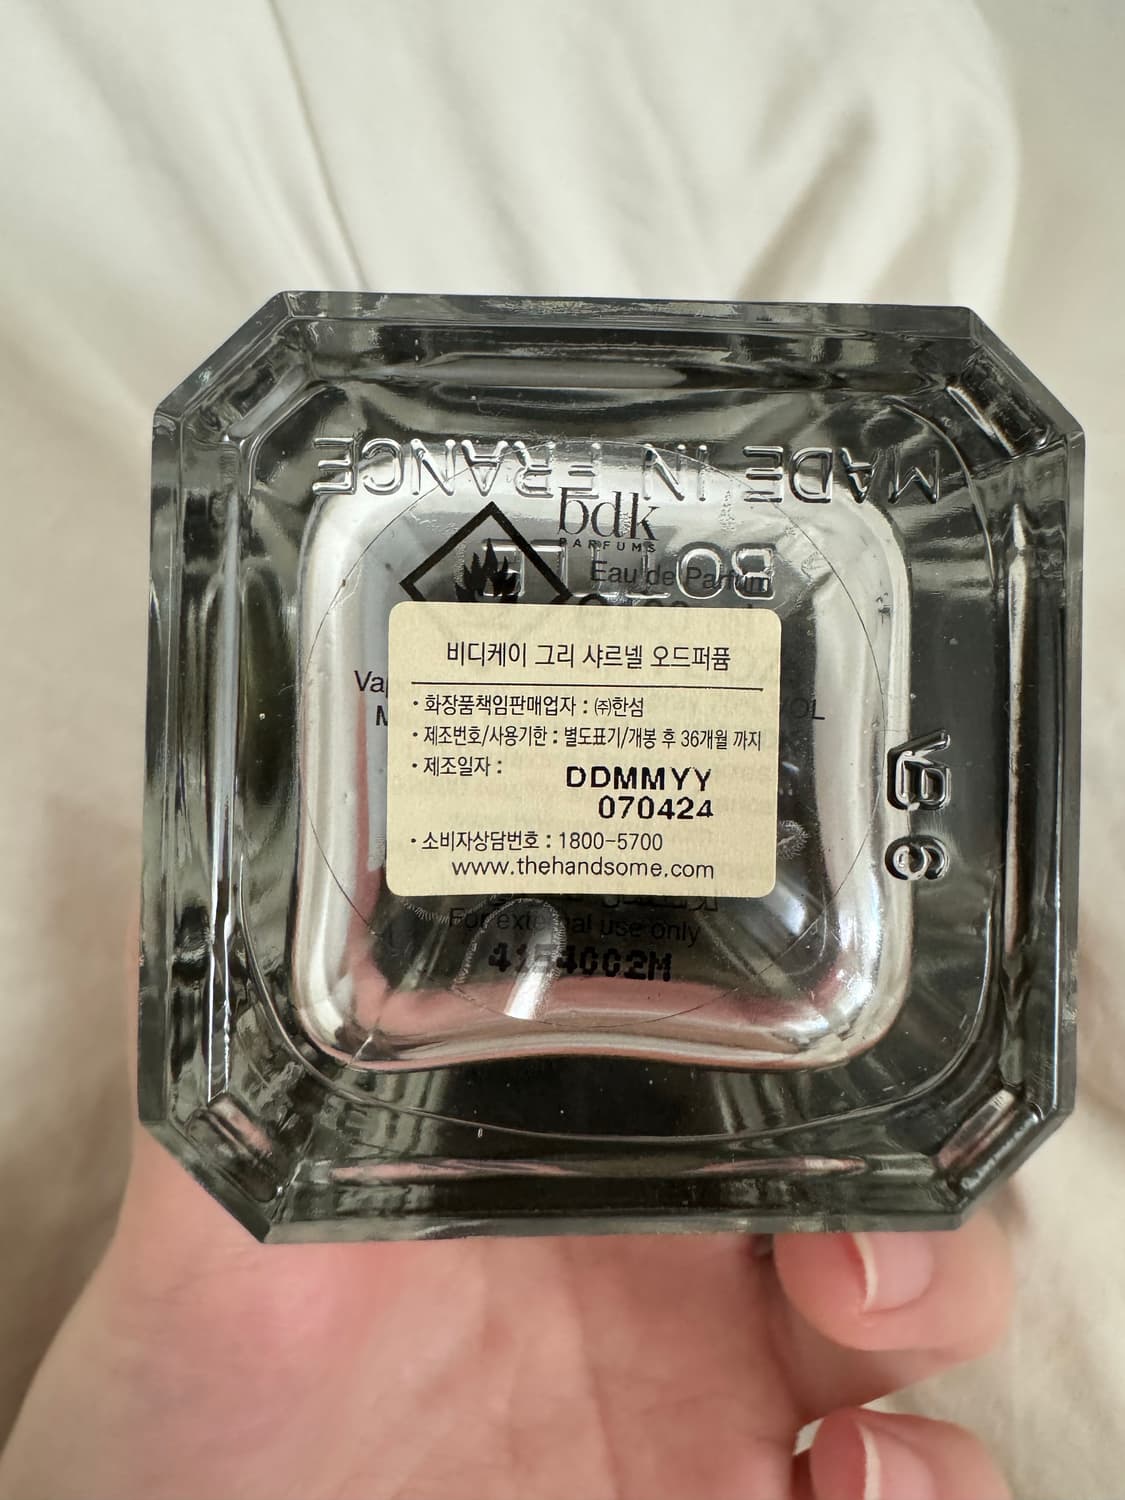 MADE IN FRANCE
bdk
PARFUMS
BOTTLE
Eau de Parfum
비디케이 그리 샤르넬 오드퍼퓸
· 화장품책임판매업자 : ㈜한섬
· 제조번호/사용기한 : 별도표기/개봉 후 36개월 까지
· 제조일자 :
DDMMYY
070424
· 소비자상담번호 : 1800-5700
www.thehandsome.com
For external use only